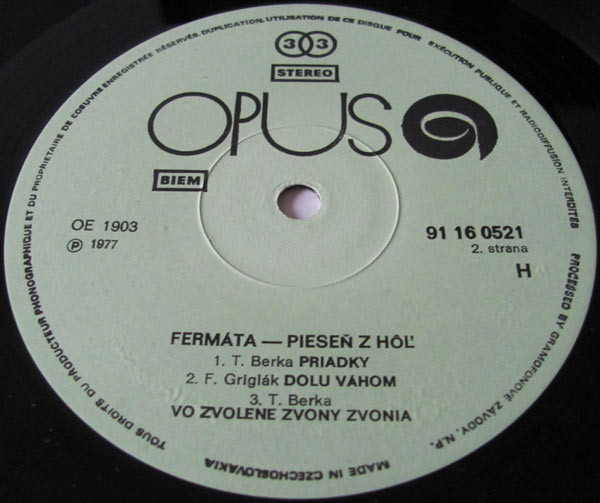 TOUS DROITS DU PRODUCTEUR PHONOGRAPHIQUE ET DU PROPRIETAIRE DE L'OEUVRE ENREGISTRÉE RÉSERVÉS. DUPLICATION, UTILISATION DE CE DISQUE POUR EXÉCUTION PUBLIQUE ET RADIODIFFUSION INTERDITES
PROCESSED BY GRAMOFONOVÉ ZÁVODY, N.P.
33
STEREO
OPUS
BIEM
OE 1903
Ⓟ 1977
91 16 0521
2. strana
H
FERMÁTA — PIESEŇ Z HÔĽ
1. T. Berka PRIADKY
2. F. Griglák DOLU VÁHOM
3. T. Berka
VO ZVOLENE ZVONY ZVONIA
MADE IN CZECHOSLOVAKIA